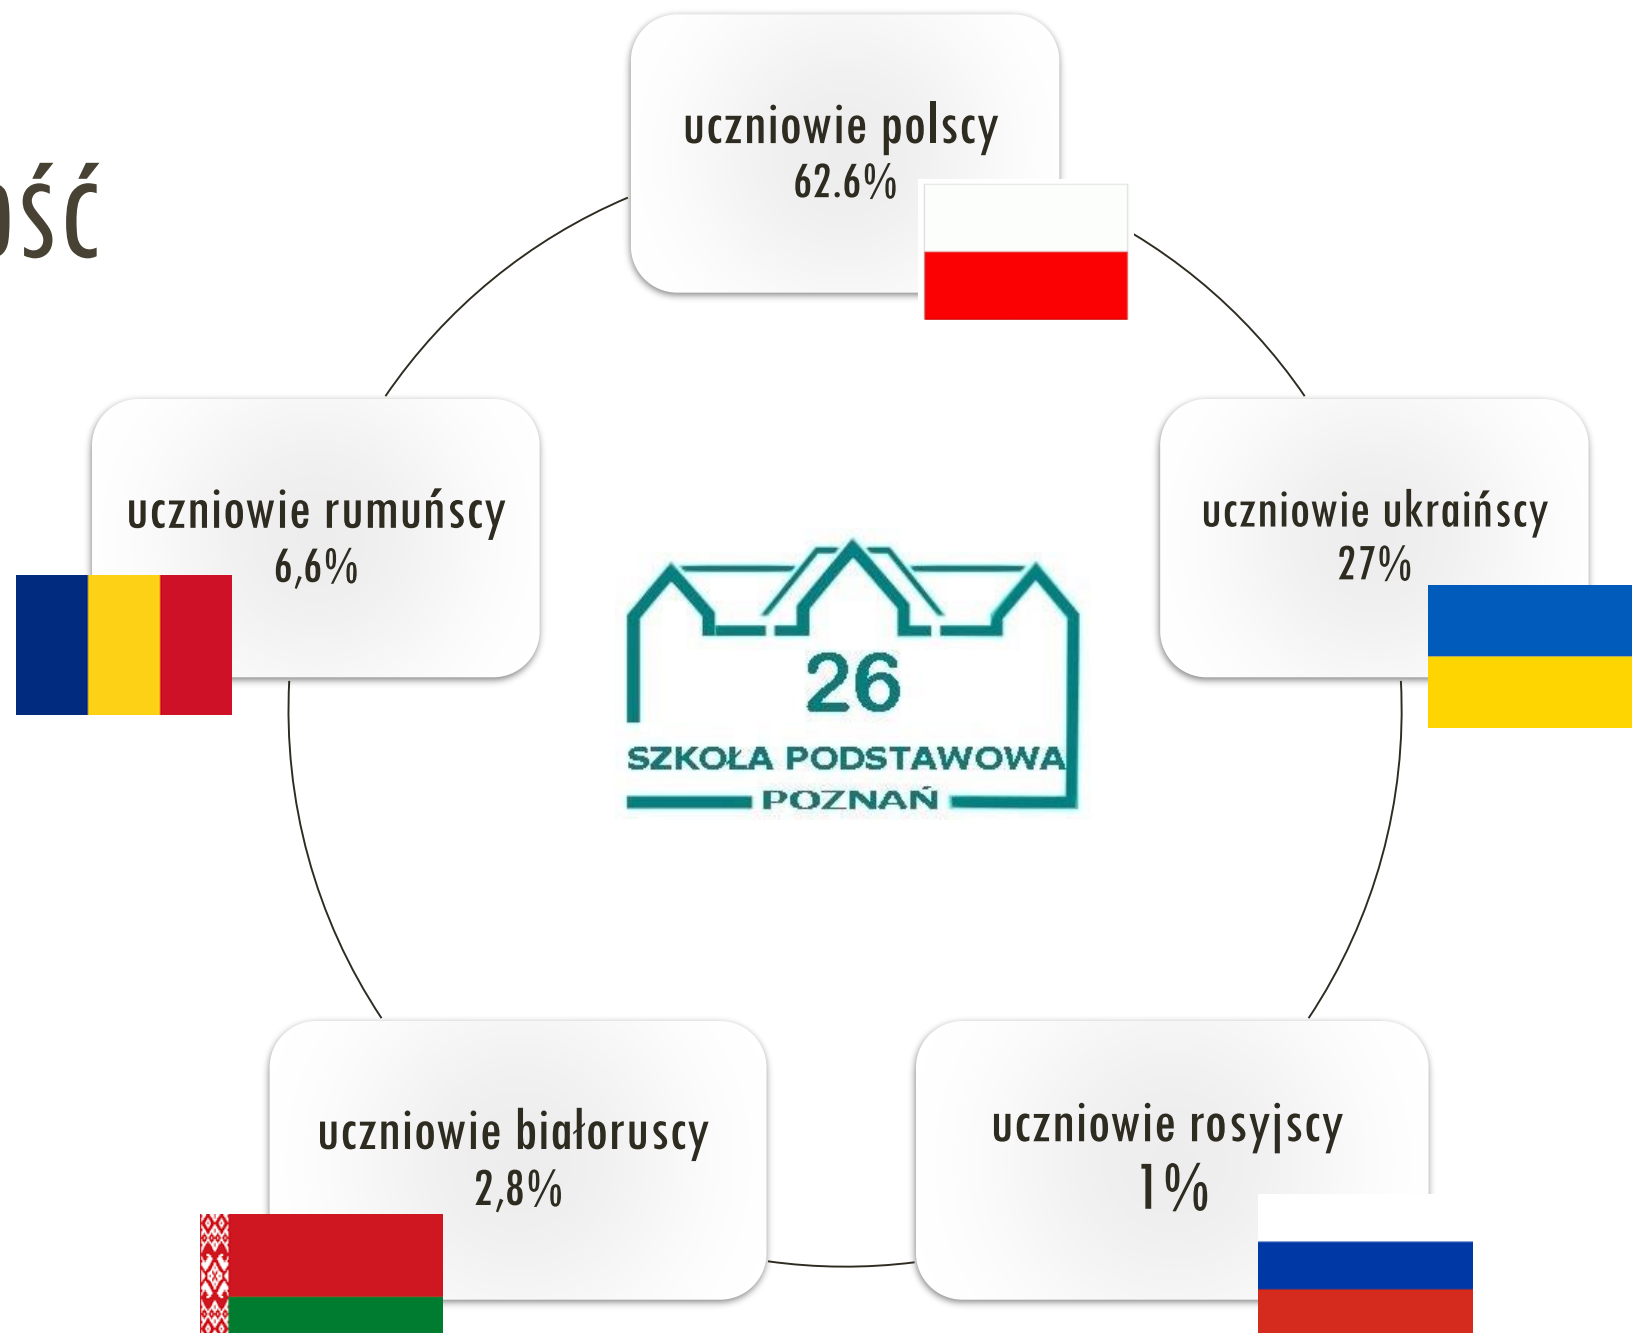 uczniowie polscy
62.6%
uczniowie ukraińscy
27%
uczniowie rosyjscy
1%
uczniowie białoruscy
2,8%
uczniowie rumuńscy
6,6%
26
SZKOŁA PODSTAWOWA
POZNAŃ